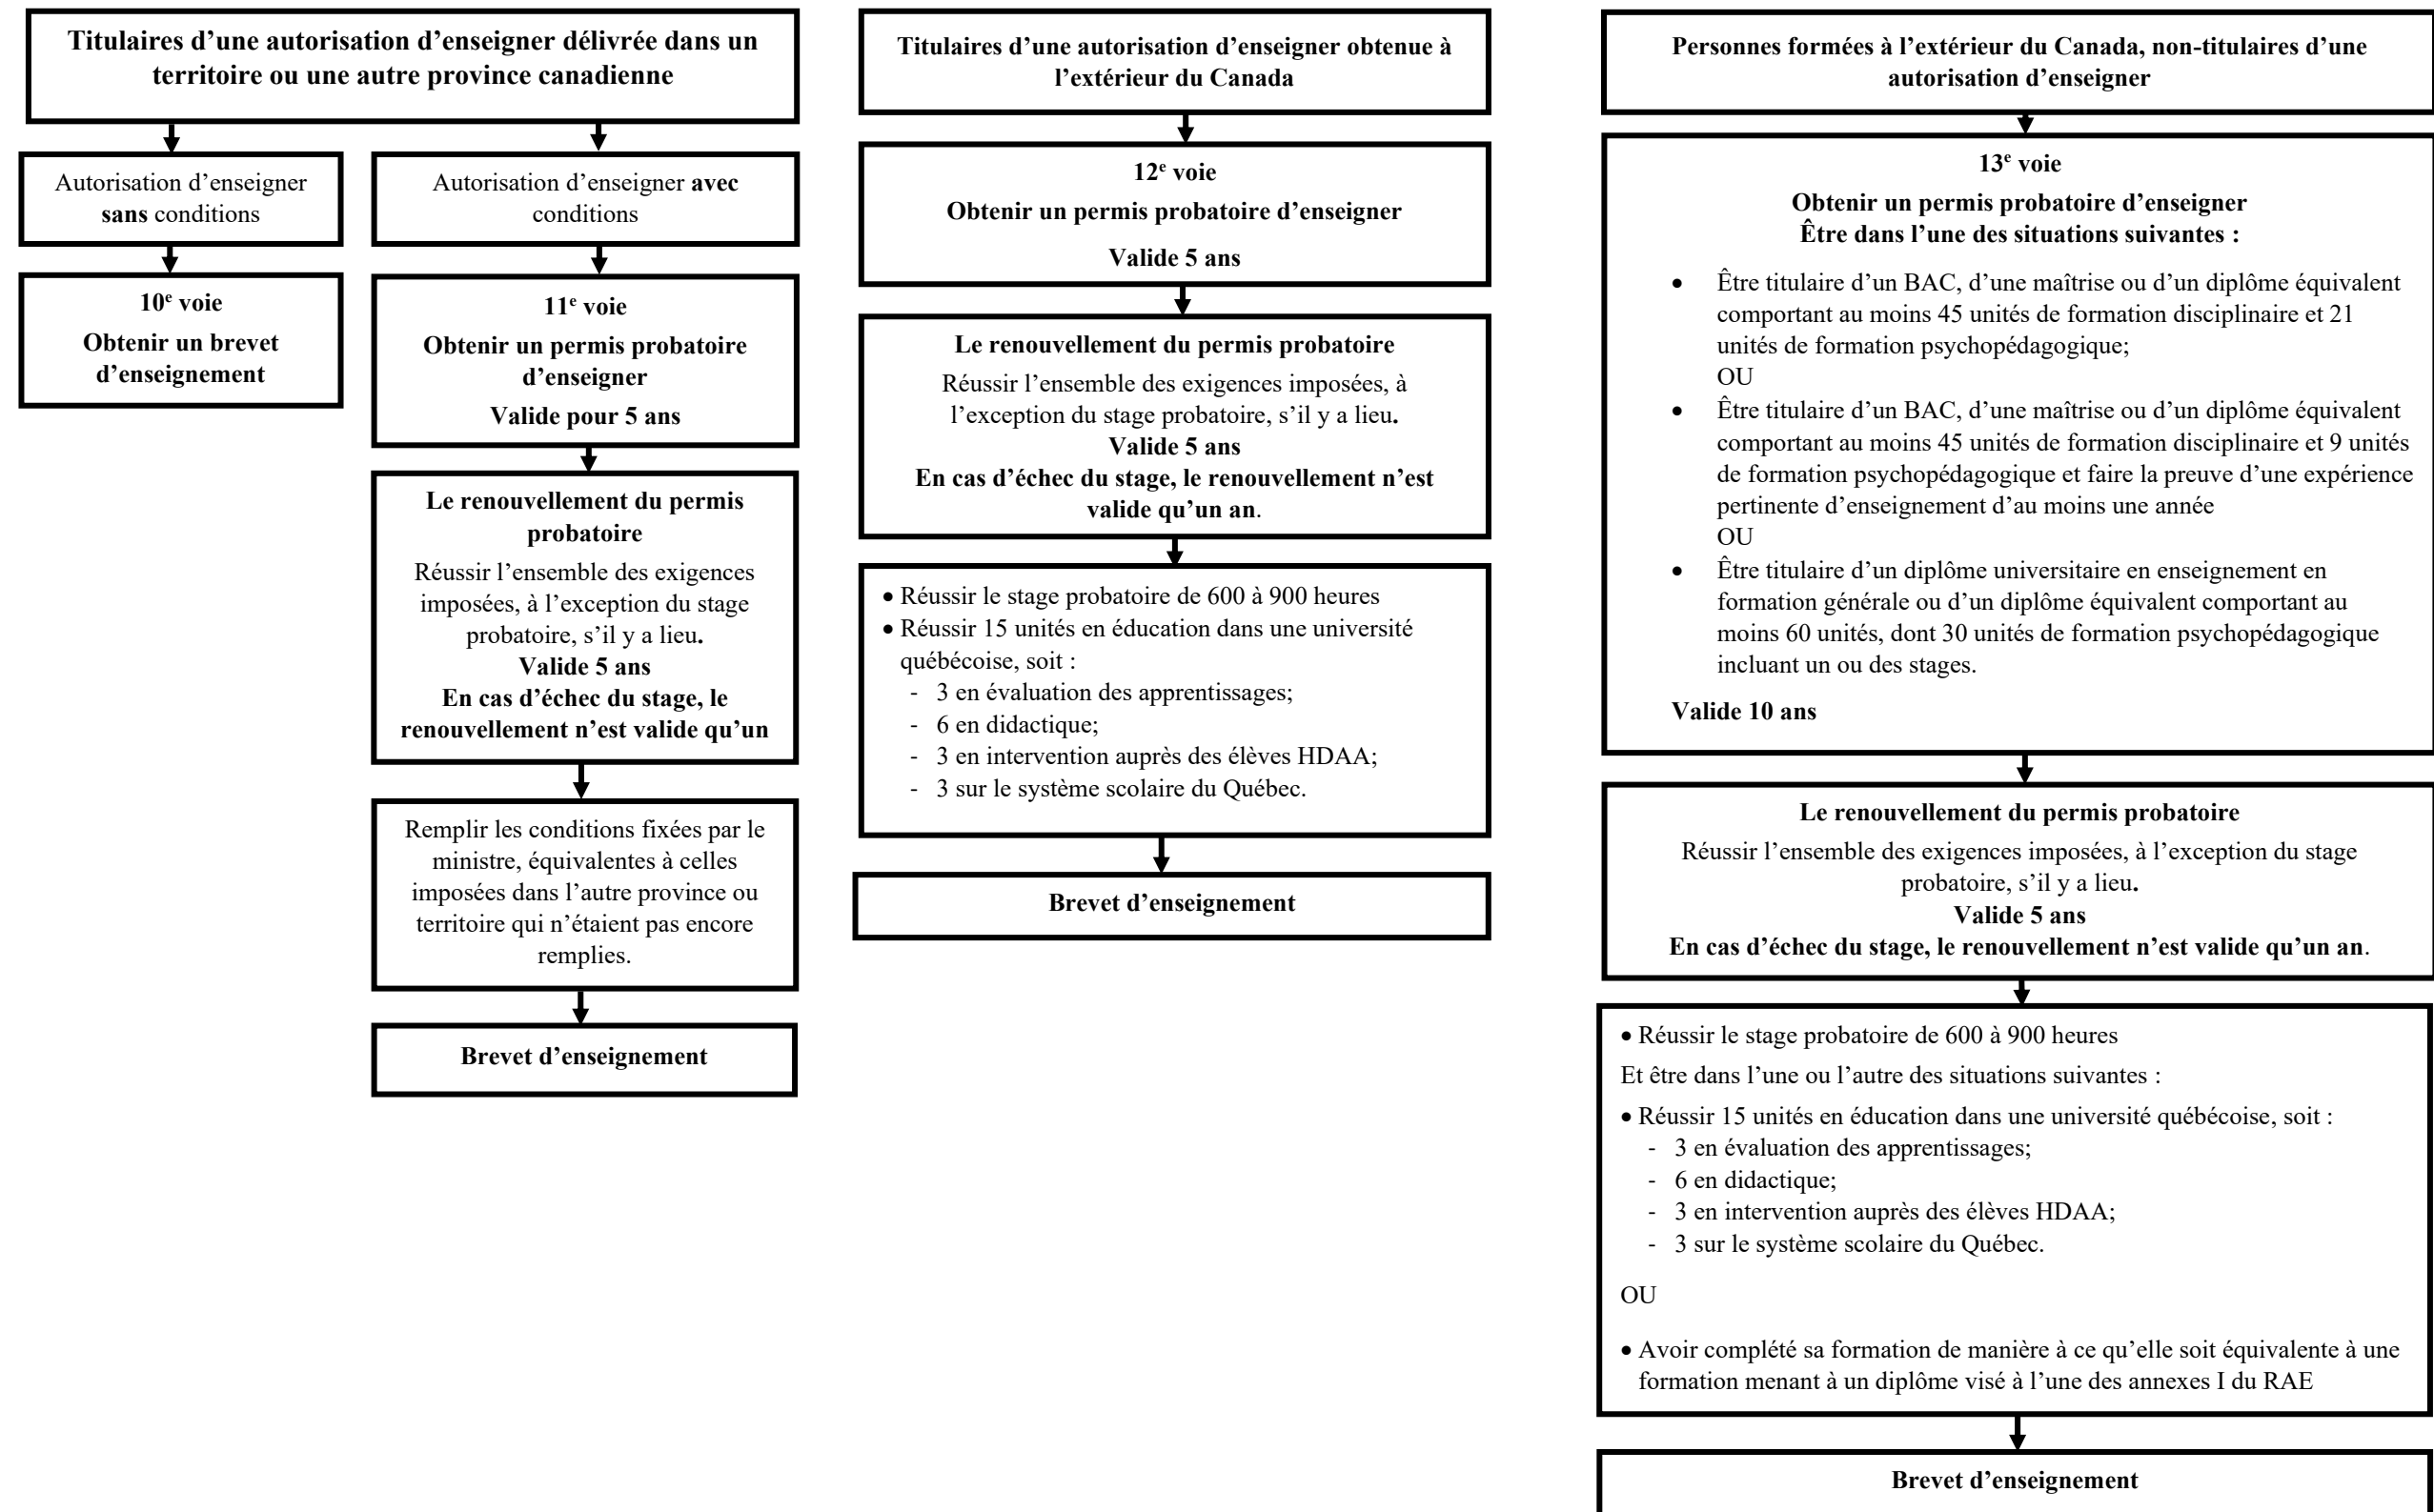 Titulaires d’une autorisation d’enseigner délivrée dans un
territoire ou une autre province canadienne
Autorisation d’enseigner
sans conditions
10e voie
Obtenir un brevet
d’enseignement
Autorisation d’enseigner avec
conditions
11e voie
Obtenir un permis probatoire
d’enseigner
Valide pour 5 ans
Le renouvellement du permis
probatoire
Réussir l’ensemble des exigences
imposées, à l’exception du stage
probatoire, s’il y a lieu.
Valide 5 ans
En cas d’échec du stage, le
renouvellement n’est valide qu’un
Remplir les conditions fixées par le
ministre, équivalentes à celles
imposées dans l’autre province ou
territoire qui n’étaient pas encore
remplies.
Brevet d’enseignement
Titulaires d’une autorisation d’enseigner obtenue à
l’extérieur du Canada
12e voie
Obtenir un permis probatoire d’enseigner
Valide 5 ans
Le renouvellement du permis probatoire
Réussir l’ensemble des exigences imposées, à
l’exception du stage probatoire, s’il y a lieu.
Valide 5 ans
En cas d’échec du stage, le renouvellement n’est
valide qu’un an.
• Réussir le stage probatoire de 600 à 900 heures
• Réussir 15 unités en éducation dans une université
québécoise, soit :
- 3 en évaluation des apprentissages;
- 6 en didactique;
- 3 en intervention auprès des élèves HDAA;
- 3 sur le système scolaire du Québec.
Brevet d’enseignement
Personnes formées à l’extérieur du Canada, non-titulaires d’une
autorisation d’enseigner
13e voie
Obtenir un permis probatoire d’enseigner
Être dans l’une des situations suivantes :
• Être titulaire d’un BAC, d’une maîtrise ou d’un diplôme équivalent
comportant au moins 45 unités de formation disciplinaire et 21
unités de formation psychopédagogique;
OU
• Être titulaire d’un BAC, d’une maîtrise ou d’un diplôme équivalent
comportant au moins 45 unités de formation disciplinaire et 9 unités
de formation psychopédagogique et faire la preuve d’une expérience
pertinente d’enseignement d’au moins une année
OU
• Être titulaire d’un diplôme universitaire en enseignement en
formation générale ou d’un diplôme équivalent comportant au
moins 60 unités, dont 30 unités de formation psychopédagogique
incluant un ou des stages.
Valide 10 ans
Le renouvellement du permis probatoire
Réussir l’ensemble des exigences imposées, à l’exception du stage
probatoire, s’il y a lieu.
Valide 5 ans
En cas d’échec du stage, le renouvellement n’est valide qu’un an.
• Réussir le stage probatoire de 600 à 900 heures
Et être dans l’une ou l’autre des situations suivantes :
• Réussir 15 unités en éducation dans une université québécoise, soit :
- 3 en évaluation des apprentissages;
- 6 en didactique;
- 3 en intervention auprès des élèves HDAA;
- 3 sur le système scolaire du Québec.
OU
• Avoir complété sa formation de manière à ce qu’elle soit équivalente à une
formation menant à un diplôme visé à l’une des annexes I du RAE
Brevet d’enseignement